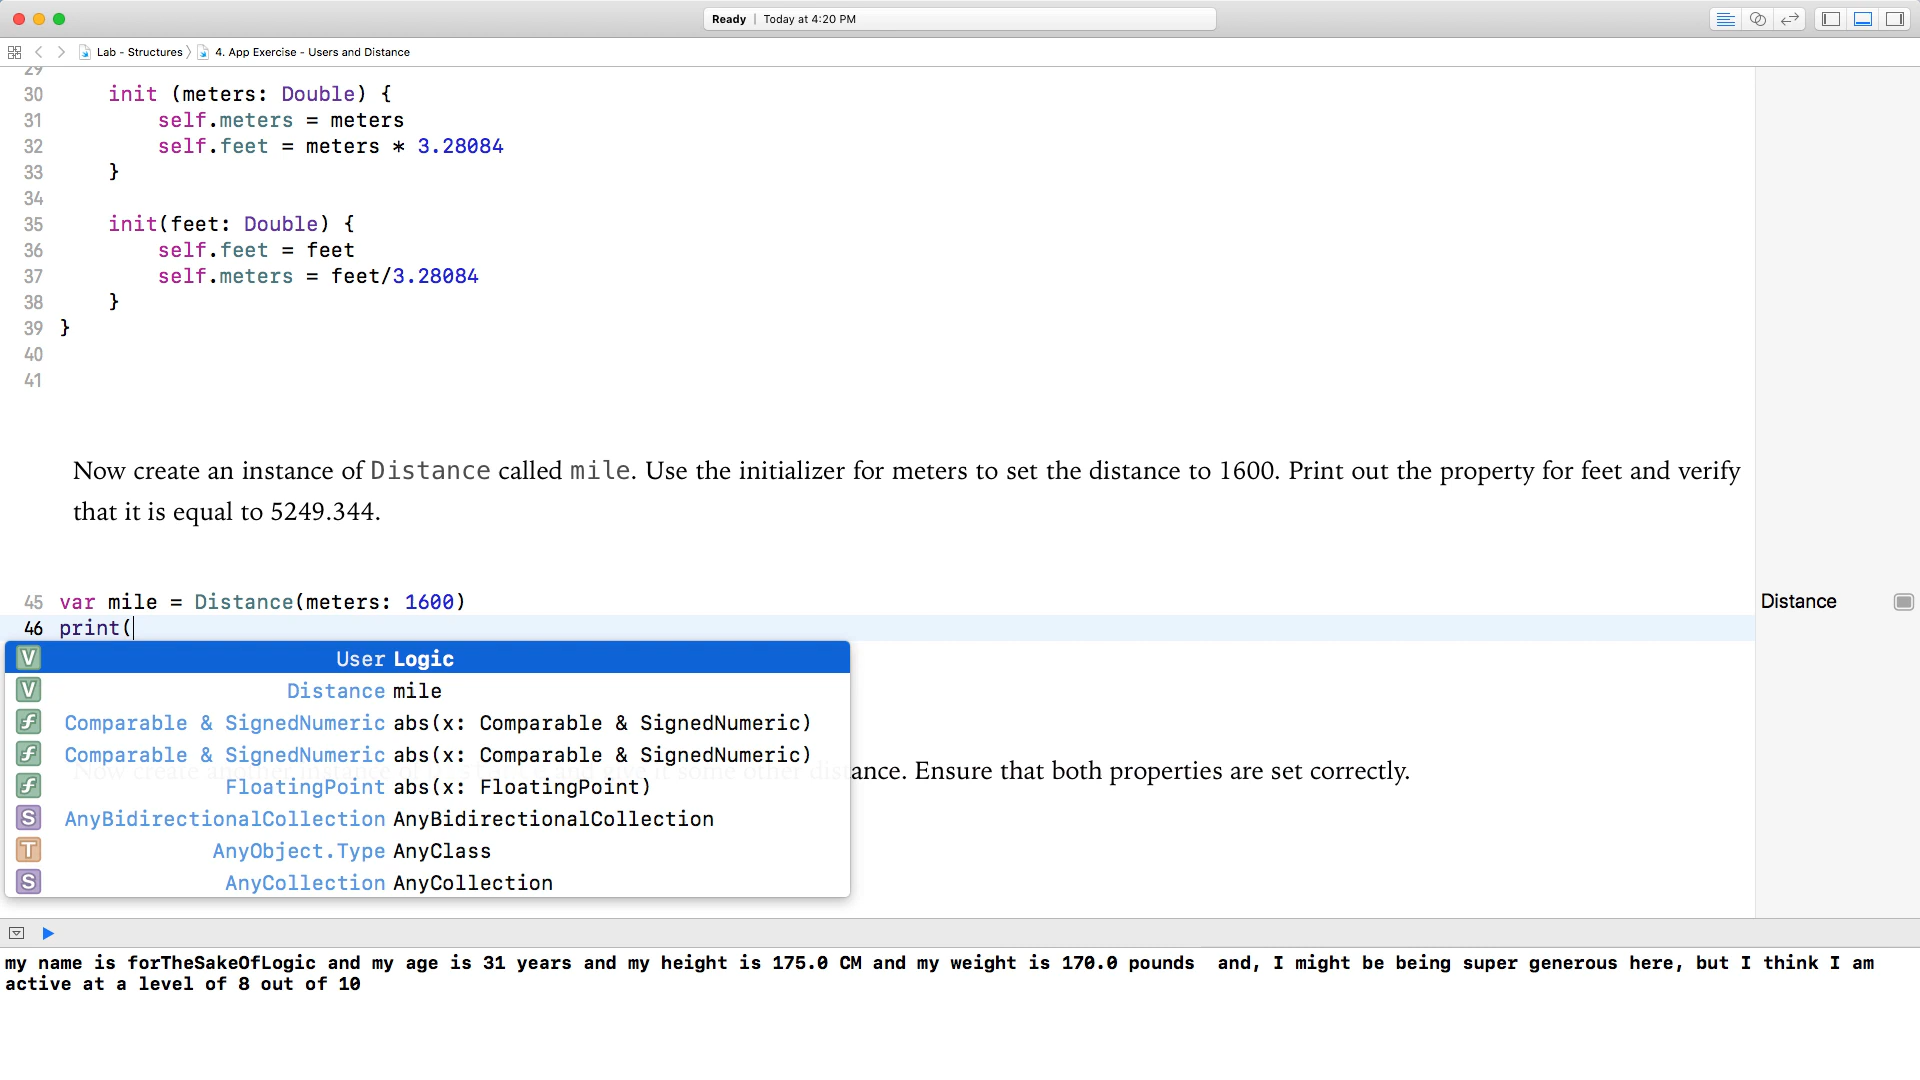 Ready | Today at 4:20 PM
Lab - Structures 〉 4. App Exercise - Users and Distance
29
30 init (meters: Double) {
31 self.meters = meters
32 self.feet = meters * 3.28084
33 }
34
35 init(feet: Double) {
36 self.feet = feet
37 self.meters = feet/3.28084
38 }
39 }
40
41
Now create an instance of Distance called mile. Use the initializer for meters to set the distance to 1600. Print out the property for feet and verify
that it is equal to 5249.344.
45 var mile = Distance(meters: 1600)
Distance
46 print(
V User Logic
V Distance mile
f Comparable & SignedNumeric abs(x: Comparable & SignedNumeric)
f Comparable & SignedNumeric abs(x: Comparable & SignedNumeric)
Now create another some other distance. Ensure that both properties are set correctly.
f FloatingPoint abs(x: FloatingPoint)
S AnyBidirectionalCollection AnyBidirectionalCollection
T AnyObject.Type AnyClass
S AnyCollection AnyCollection
my name is forTheSakeOfLogic and my age is 31 years and my height is 175.0 CM and my weight is 170.0 pounds  and, I might be being super generous here, but I think I am
active at a level of 8 out of 10